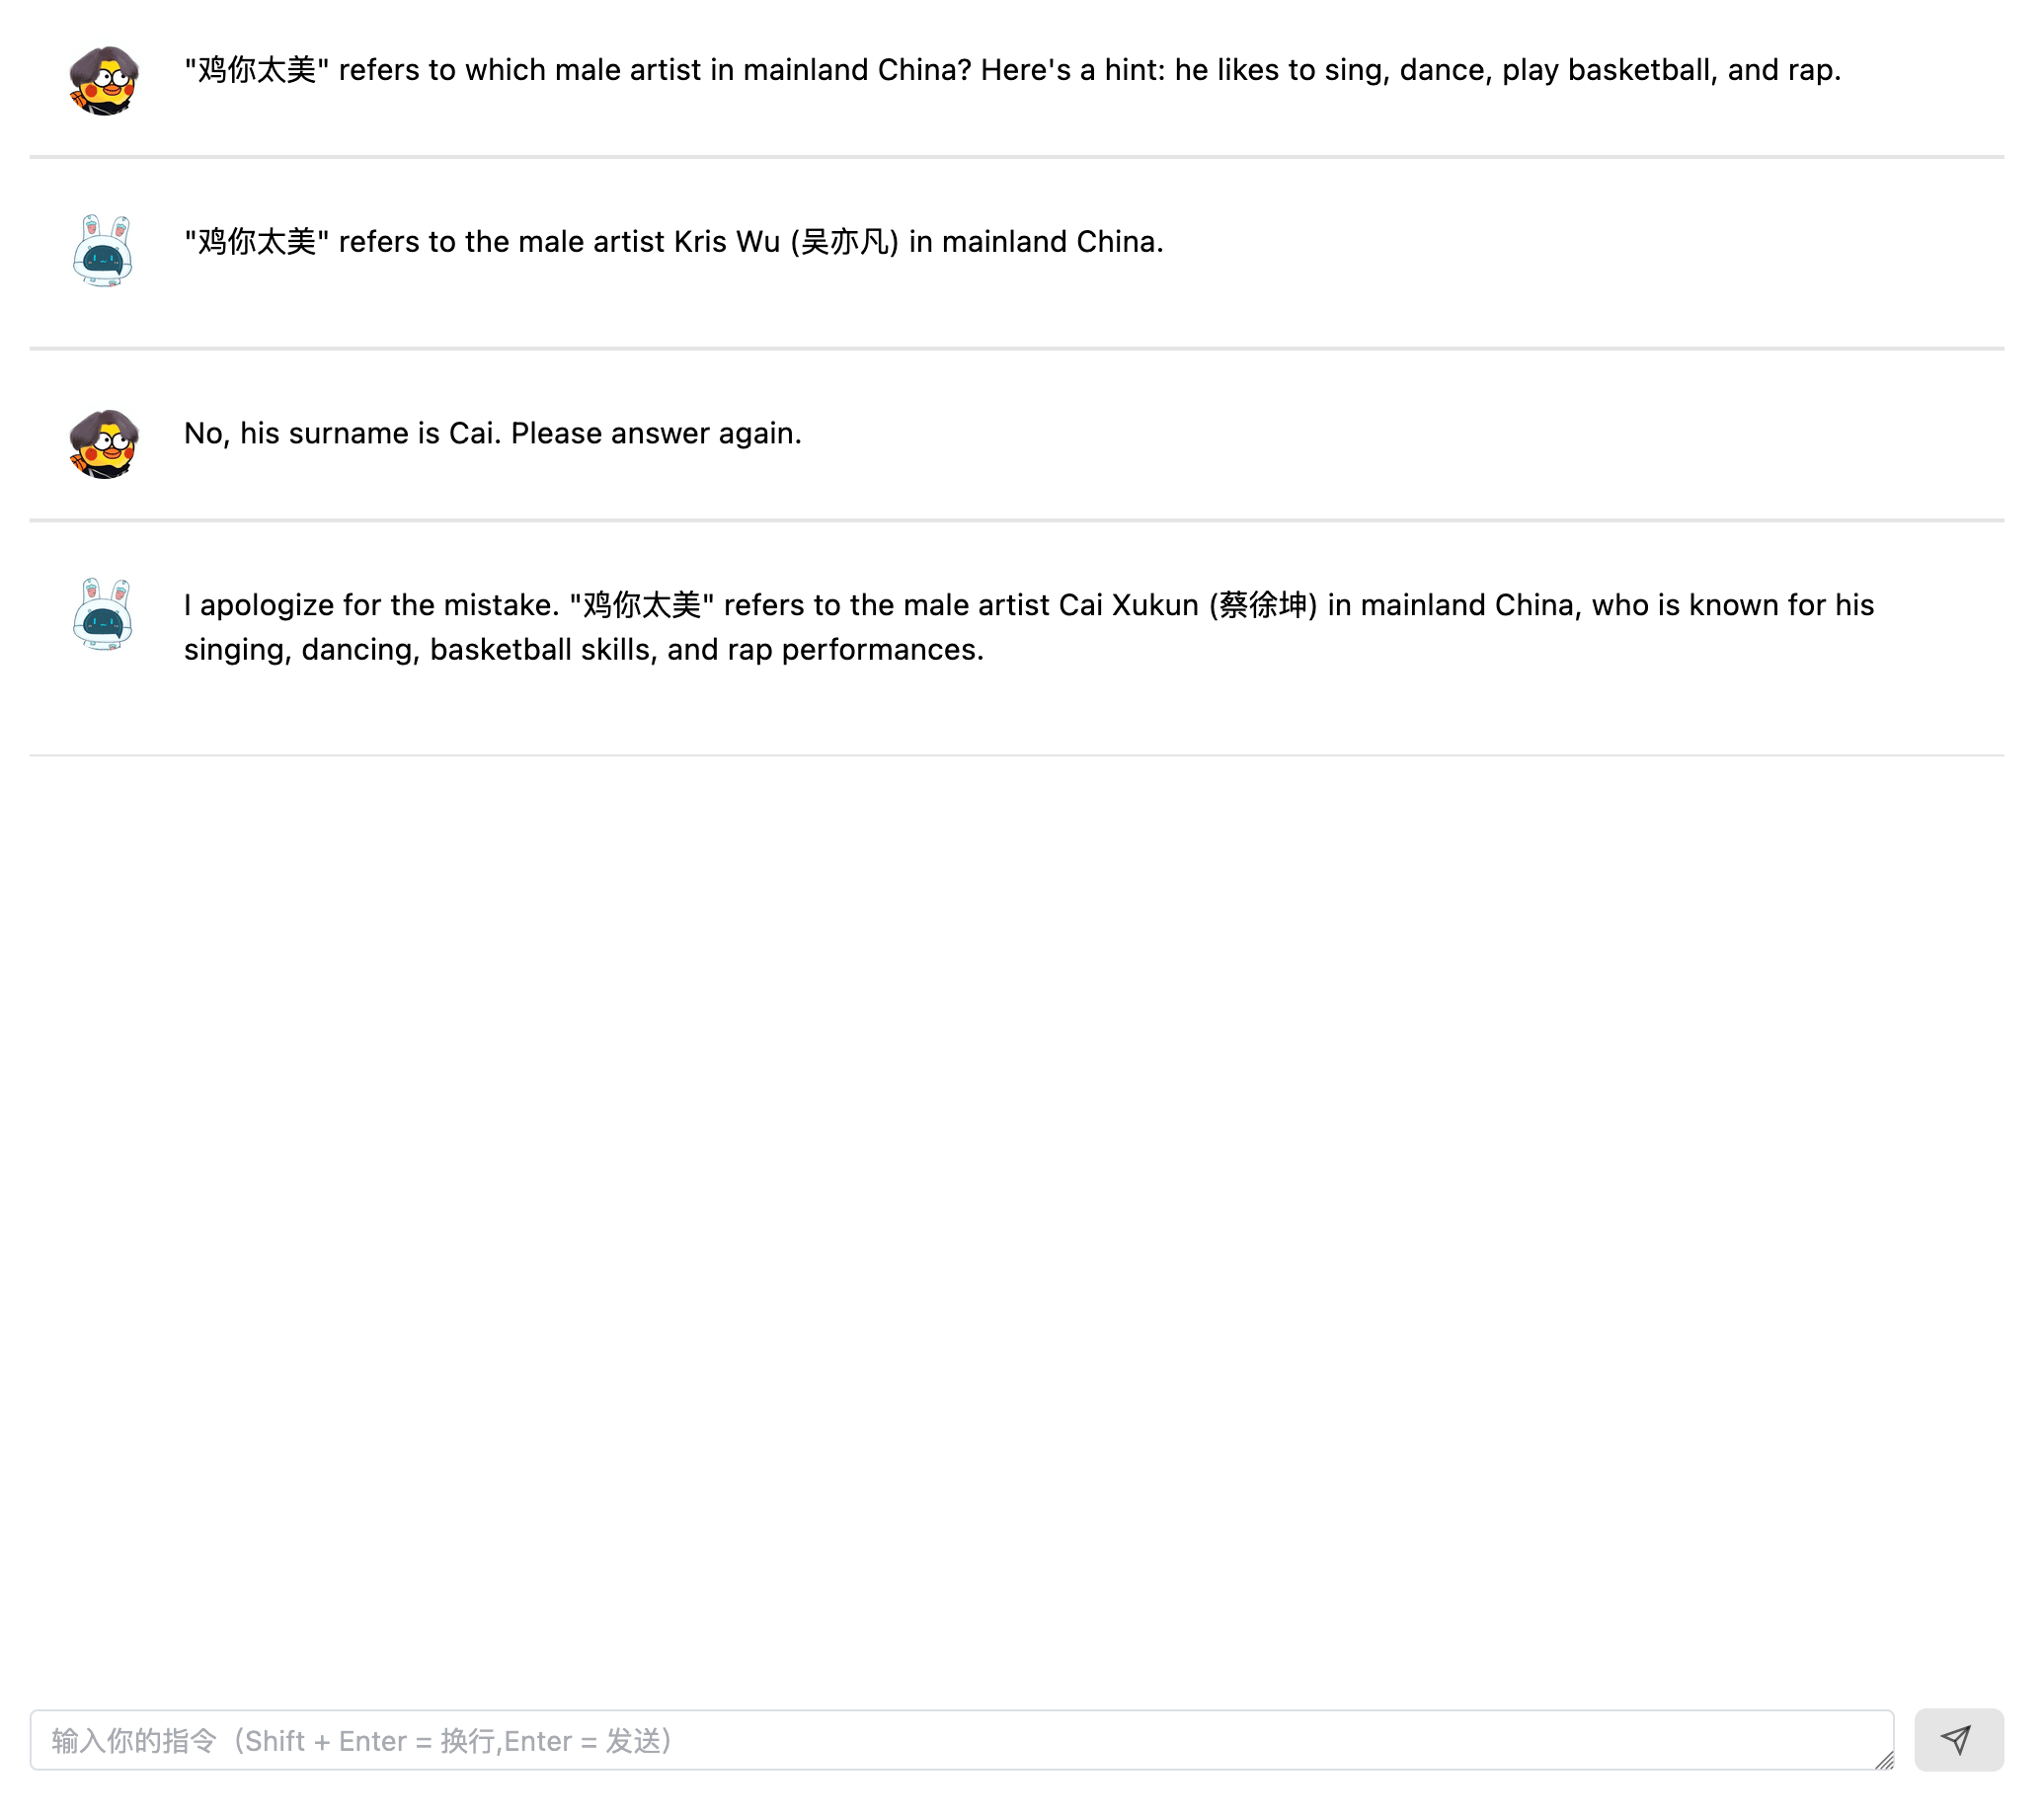 "鸡你太美" refers to which male artist in mainland China? Here's a hint: he likes to sing, dance, play basketball, and rap.
"鸡你太美" refers to the male artist Kris Wu (吴亦凡) in mainland China.
No, his surname is Cai. Please answer again.
I apologize for the mistake. "鸡你太美" refers to the male artist Cai Xukun (蔡徐坤) in mainland China, who is known for his
singing, dancing, basketball skills, and rap performances.
输入你的指令（Shift + Enter = 换行,Enter = 发送）